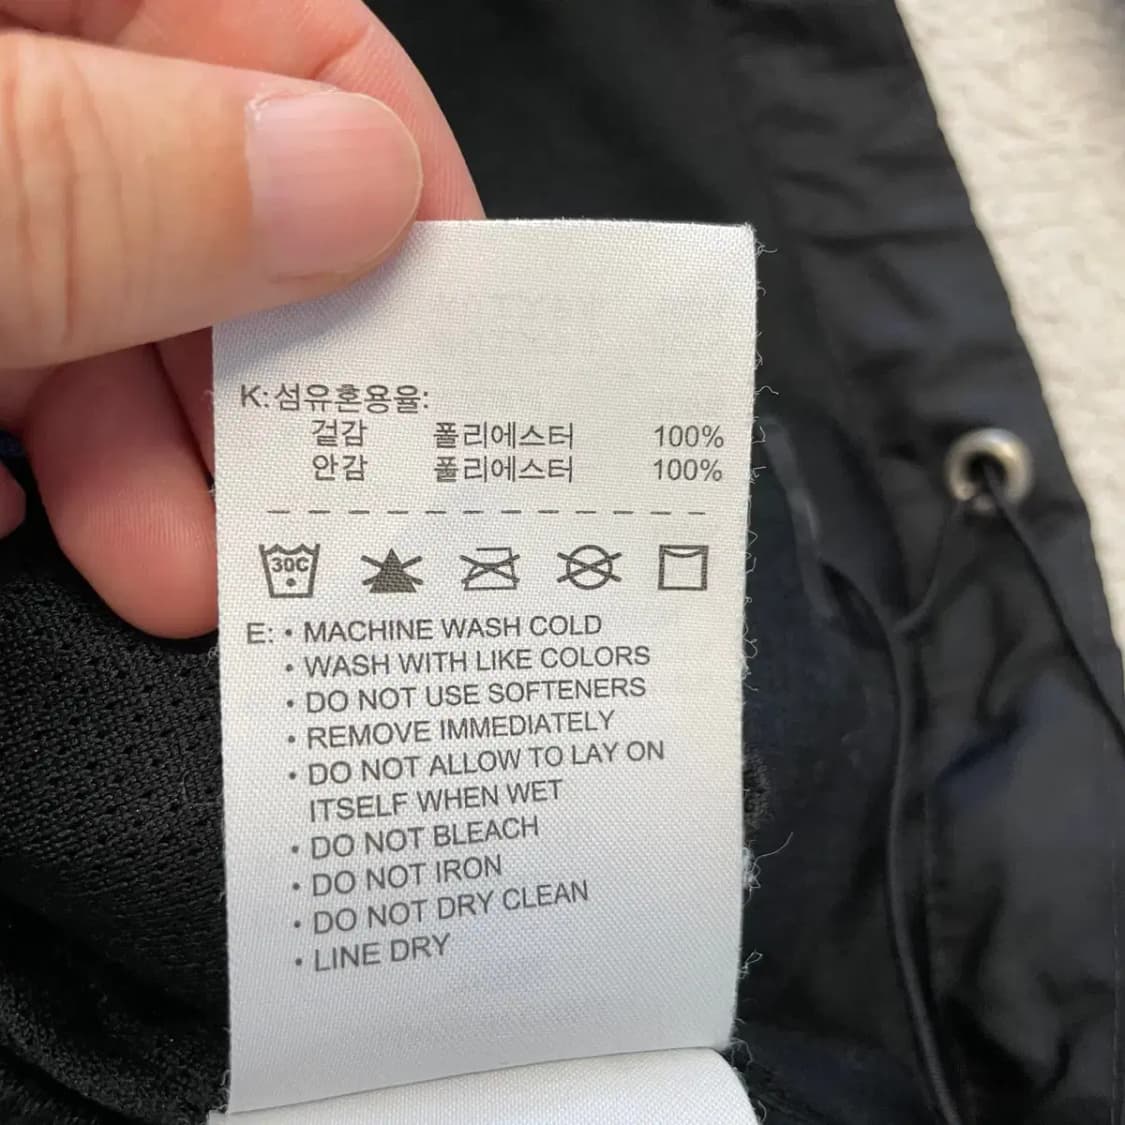 K: 섬유혼용율:
겉감 폴리에스터 100%
안감 폴리에스터 100%
30C
E: • MACHINE WASH COLD
• WASH WITH LIKE COLORS
• DO NOT USE SOFTENERS
• REMOVE IMMEDIATELY
• DO NOT ALLOW TO LAY ON
ITSELF WHEN WET
• DO NOT BLEACH
• DO NOT IRON
• DO NOT DRY CLEAN
• LINE DRY